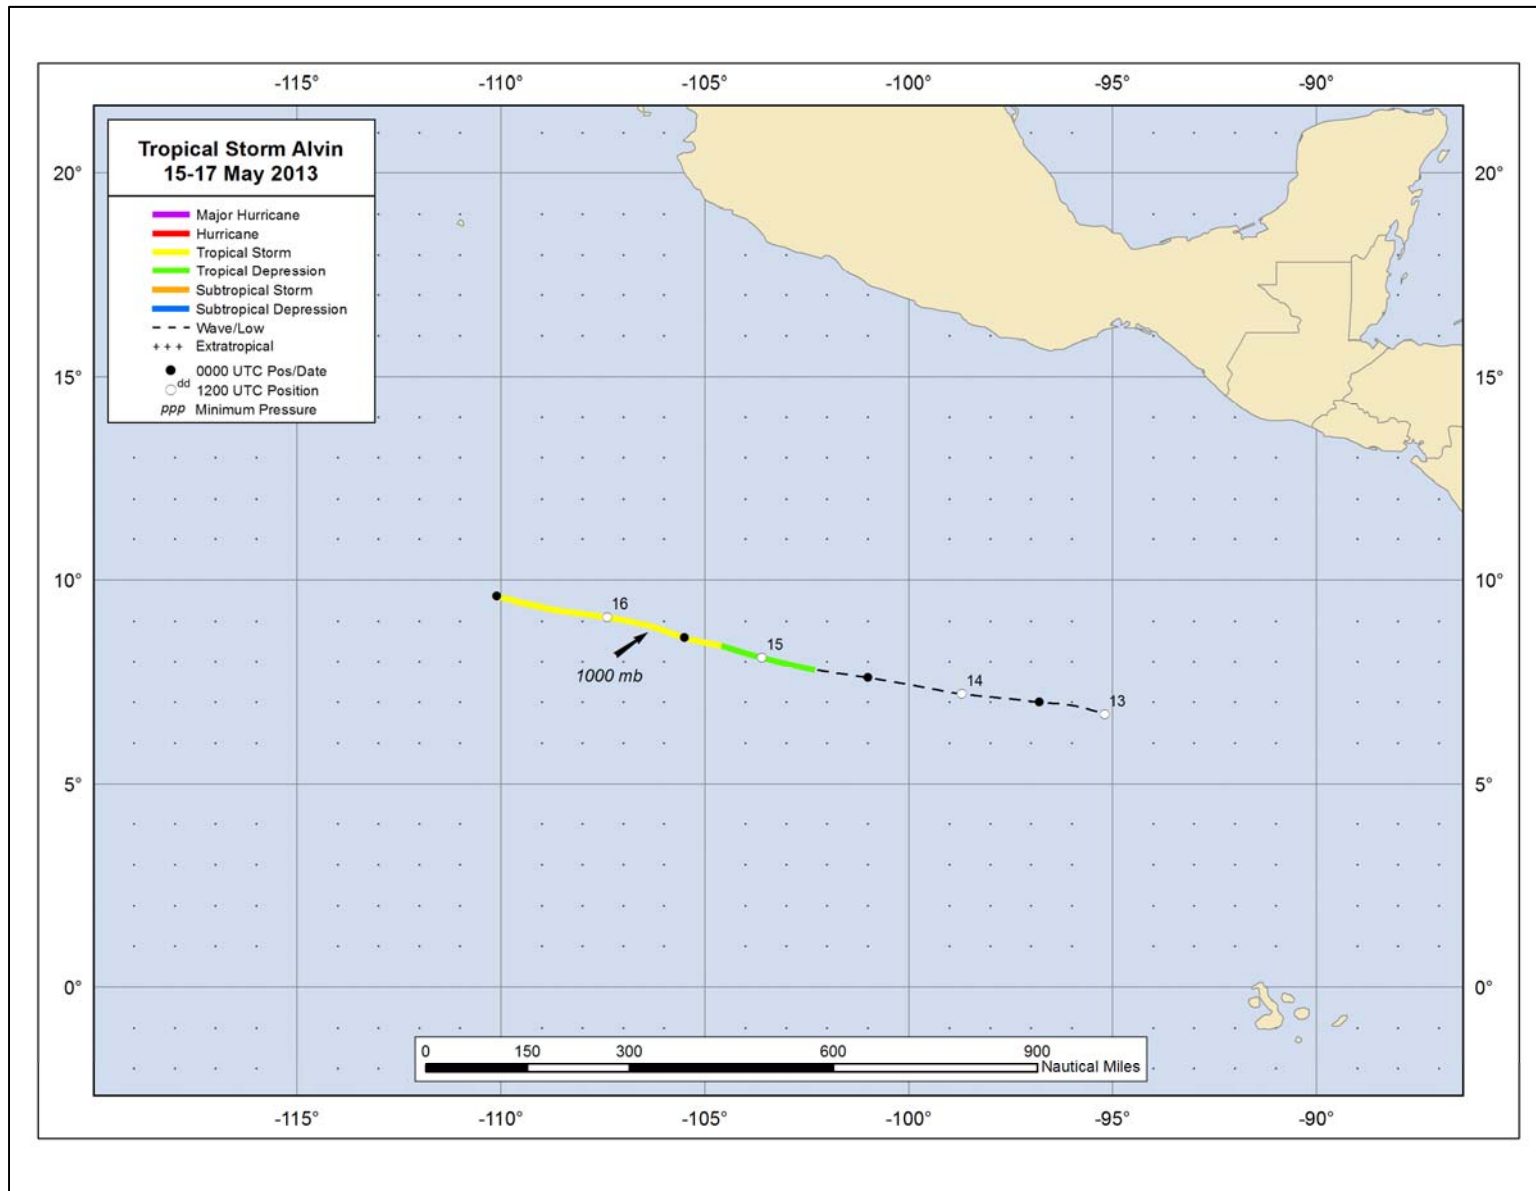 -115° -110° -105° -100° -95° -90°
Tropical Storm Alvin
15-17 May 2013
Major Hurricane
Hurricane
Tropical Storm
Tropical Depression
Subtropical Storm
Subtropical Depression
Wave/Low
+++ Extratropical
0000 UTC Pos/Date
dd 1200 UTC Position
ppp Minimum Pressure
20° 20°
15° 15°
10° 10°
16
15
1000 mb
14
13
5° 5°
0° 0°
0 150 300 600 900
Nautical Miles
-115° -110° -105° -100° -95° -90°